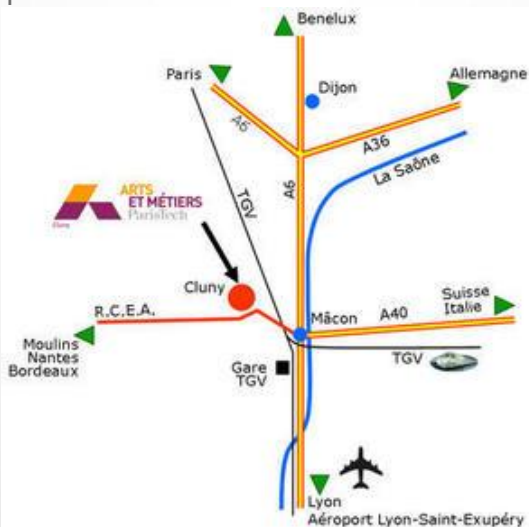 Benelux
Paris
Dijon
Allemagne
A6
A36
La Saône
A6
TGV
ARTS
ET MÉTIERS
ParisTech
Cluny
Cluny
R.C.E.A.
Moulins
Nantes
Bordeaux
Mâcon
A40
Suisse
Italie
TGV
Gare
TGV
Lyon
Aéroport Lyon-Saint-Exupéry